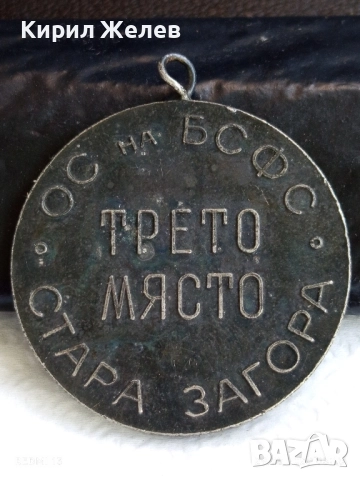 Кирил Желев
ОС НА БСФС
ТРЕТО
МЯСТО
СТАРА ЗАГОРА
BAZAR